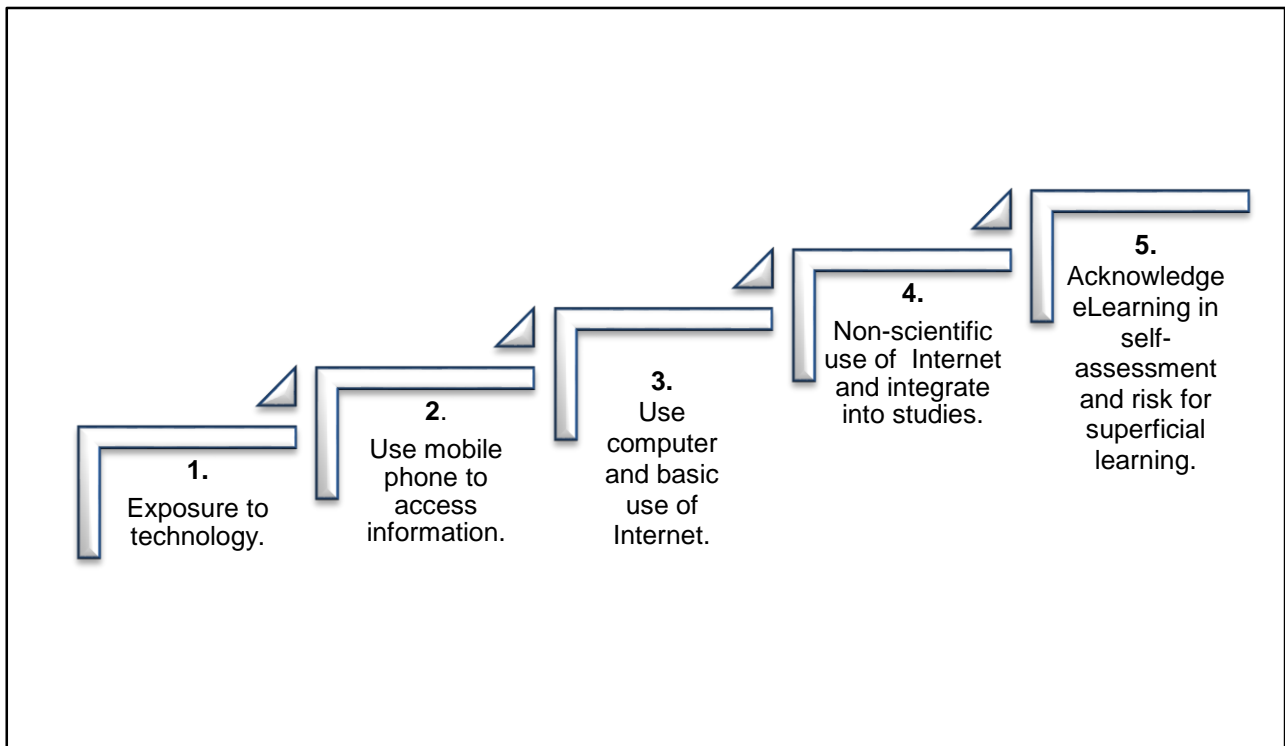 1.
Exposure to
technology.
2.
Use mobile
phone to
access
information.
3.
Use
computer
and basic
use of
Internet.
4.
Non-scientific
use of Internet
and integrate
into studies.
5.
Acknowledge
eLearning in
self-
assessment
and risk for
superficial
learning.